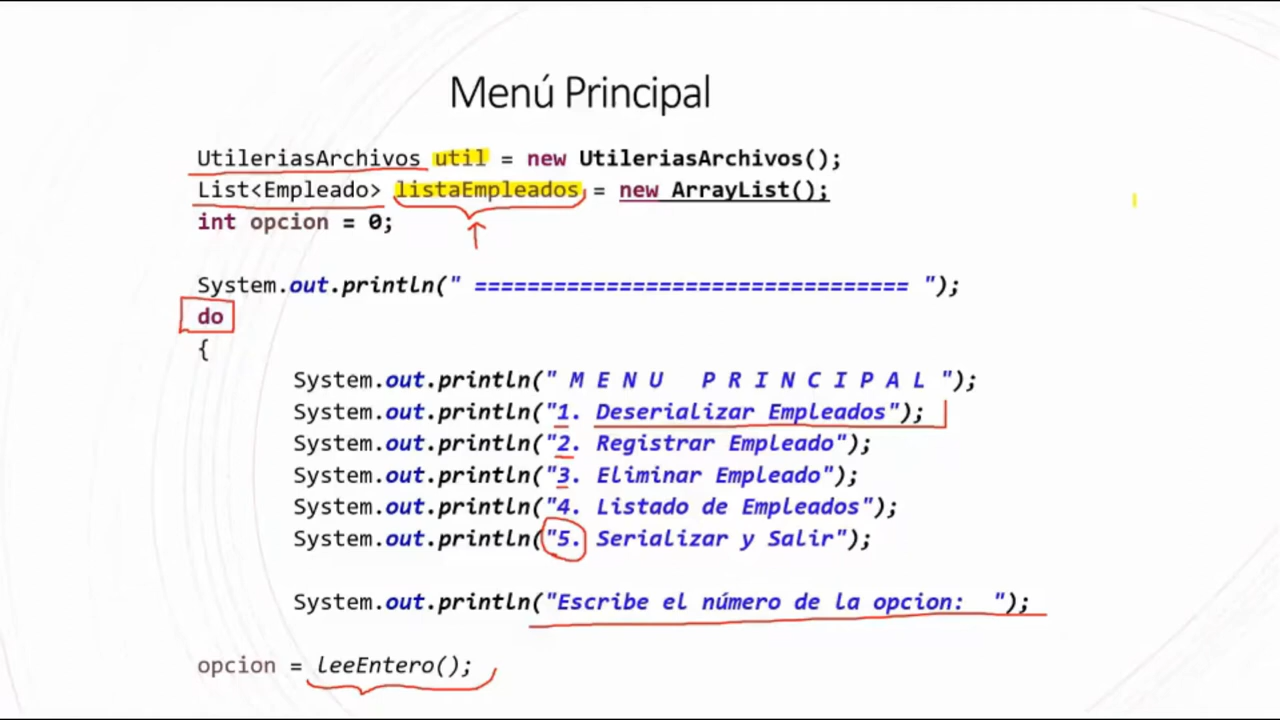 Menú Principal
UtileriasArchivos util = new UtileriasArchivos();
List<Empleado> listaEmpleados = new ArrayList();
int opcion = 0;
System.out.println(" ================================= ");
do
{
System.out.println(" M E N U   P R I N C I P A L ");
System.out.println("1. Deserializar Empleados");
System.out.println("2. Registrar Empleado");
System.out.println("3. Eliminar Empleado");
System.out.println("4. Listado de Empleados");
System.out.println("5. Serializar y Salir");
System.out.println("Escribe el número de la opcion:  ");
opcion = leeEntero();